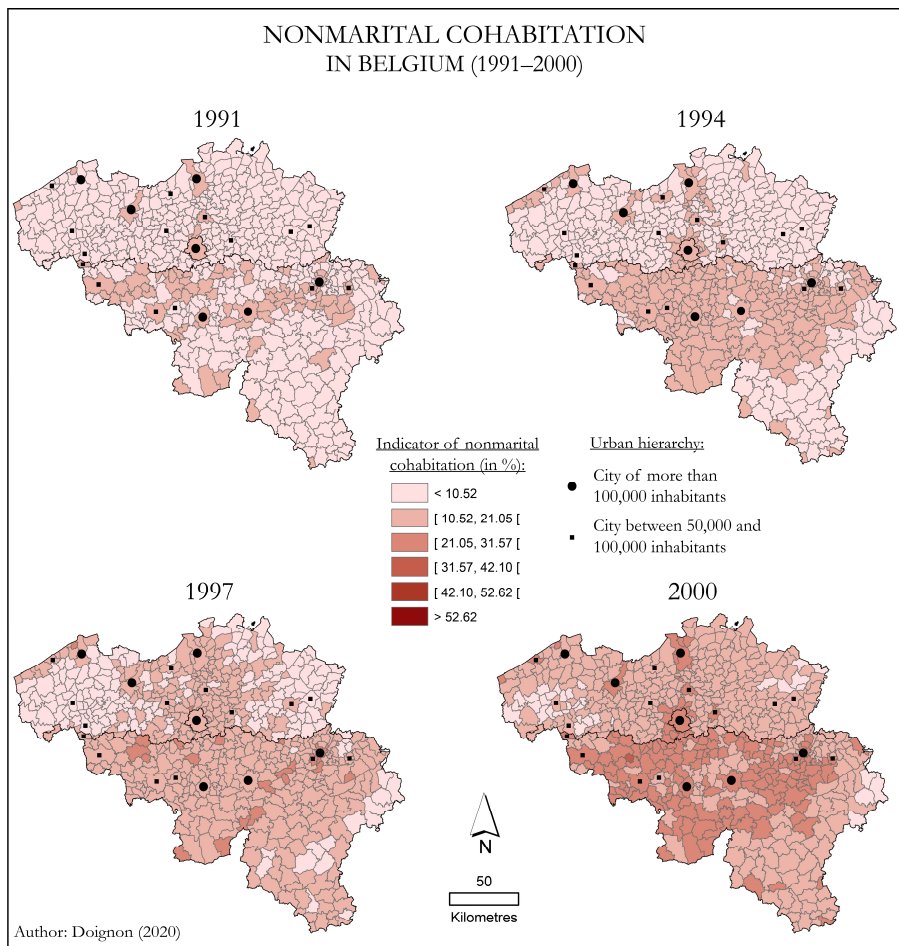 NONMARITAL COHABITATION
IN BELGIUM (1991–2000)
1991
1994
Indicator of nonmarital
cohabitation (in %):
< 10.52
[ 10.52, 21.05 [
[ 21.05, 31.57 [
[ 31.57, 42.10 [
[ 42.10, 52.62 [
> 52.62
Urban hierarchy:
City of more than
100,000 inhabitants
City between 50,000 and
100,000 inhabitants
1997
2000
N
50
Kilometres
Author: Doignon (2020)